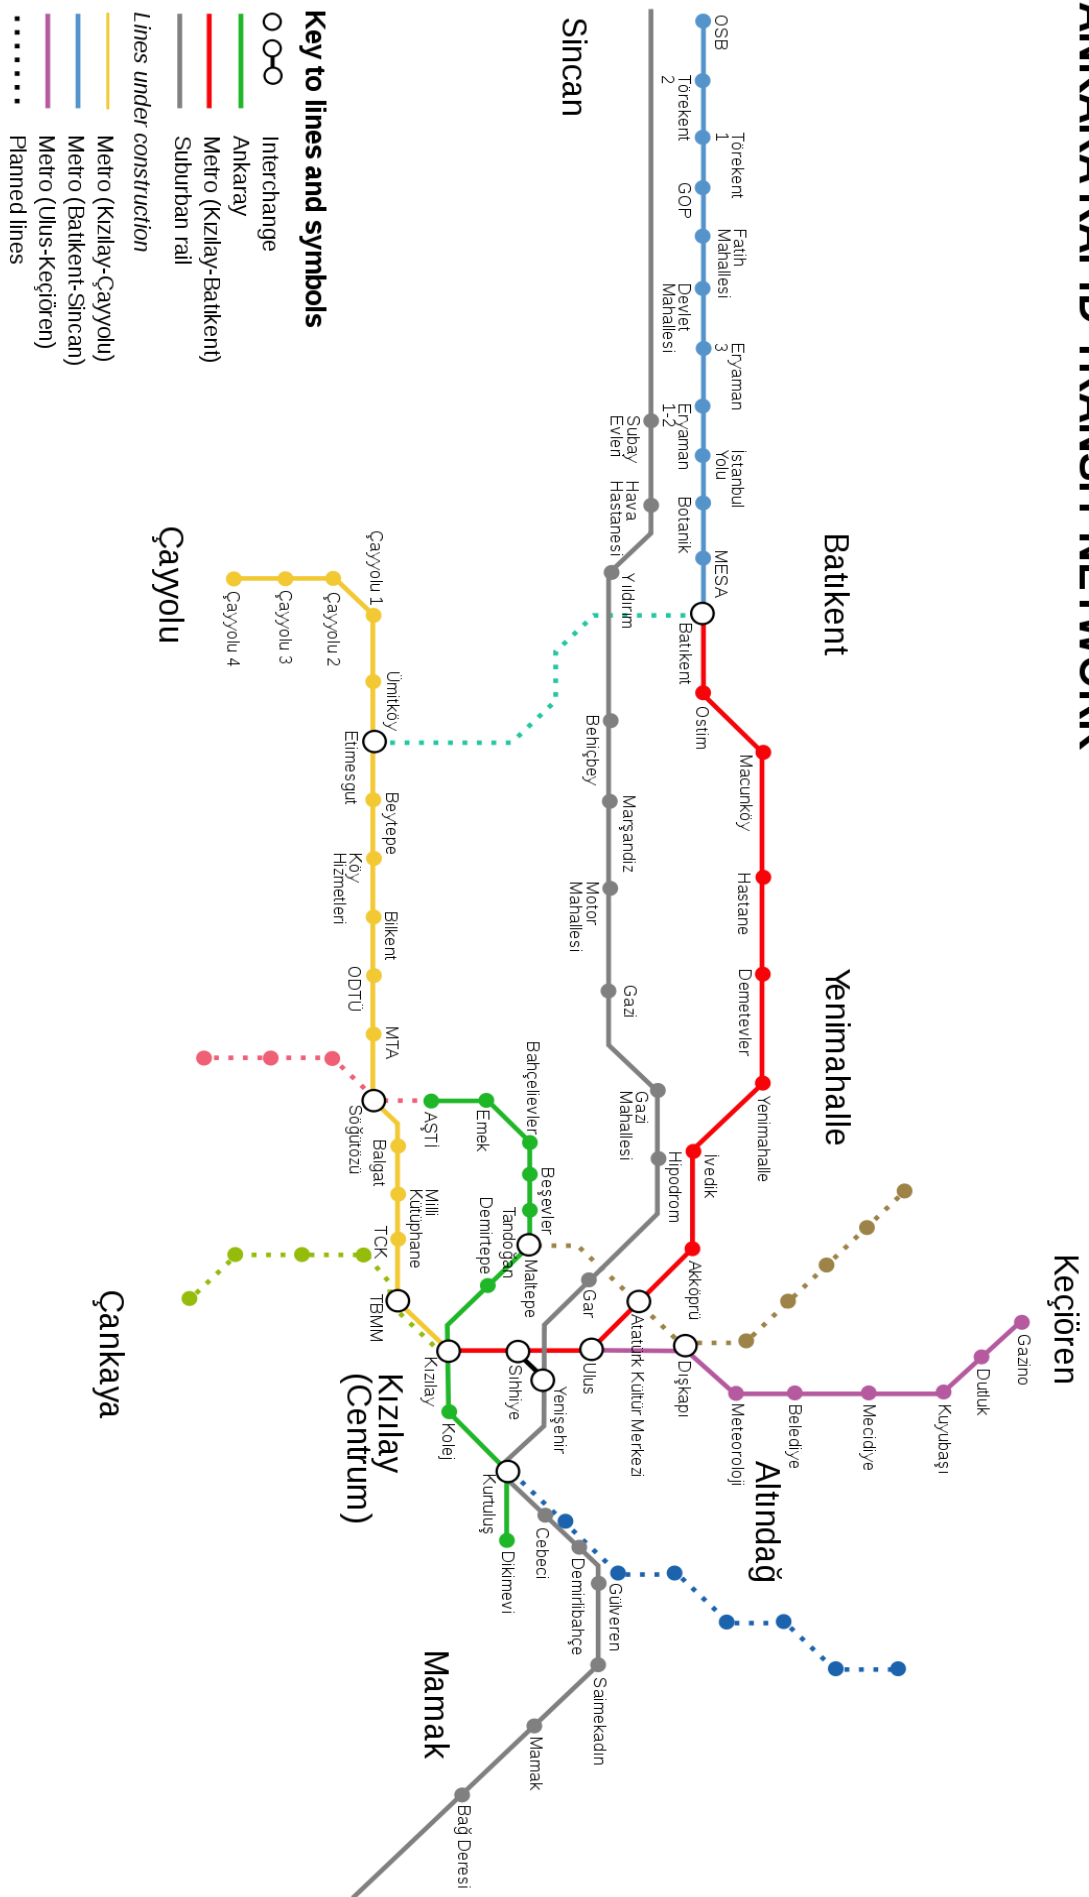 ANKARA RAPID TRANSIT NETWORK
Keçiören
Gazino
Dutluk
Kuyubaşı
Mecidiye
Belediye
Meteoroloji
Dışkapı
Altındağ
Batıkent
Yenimahalle
OSB
Törekent
2
Törekent
1
GOP
Fatih
Mahallesi
Devlet
Mahallesi
Eryaman
3
Eryaman
1-2
İstanbul
Yolu
Botanik
MESA
Batıkent
Ostim
Macunköy
Hastane
Demetevler
Yenimahalle
İvedik
Akköprü
Atatürk Kültür Merkezi
Ulus
Sıhhiye
Yenişehir
Kızılay
Sincan
Subay
Evleri
Hava
Hastanesi
Yıldırım
Behiçbey
Marşandiz
Motor
Mahallesi
Gazi
Gazi
Mahallesi
Hipodrom
Gar
Kurtuluş
Cebeci
Demirlibahçe
Gülveren
Saimekadın
Mamak
Bağ Deresi
Mamak
AŞTİ
Emek
Bahçelievler
Beşevler
Tandoğan
Maltepe
Demirtepe
Kolej
Dikimevi
Kızılay
(Centrum)
Çayyolu 1
Çayyolu 2
Çayyolu 3
Çayyolu 4
Çayyolu
Ümitköy
Etimesgut
Beytepe
Köy
Hizmetleri
Bilkent
ODTÜ
MTA
Söğütözü
Balgat
Milli
Kütüphane
TCK
TBMM
Çankaya
Key to lines and symbols
Interchange
Ankaray
Metro (Kızılay-Batıkent)
Suburban rail
Lines under construction
Metro (Kızılay-Çayyolu)
Metro (Batıkent-Sincan)
Metro (Ulus-Keçiören)
Planned lines